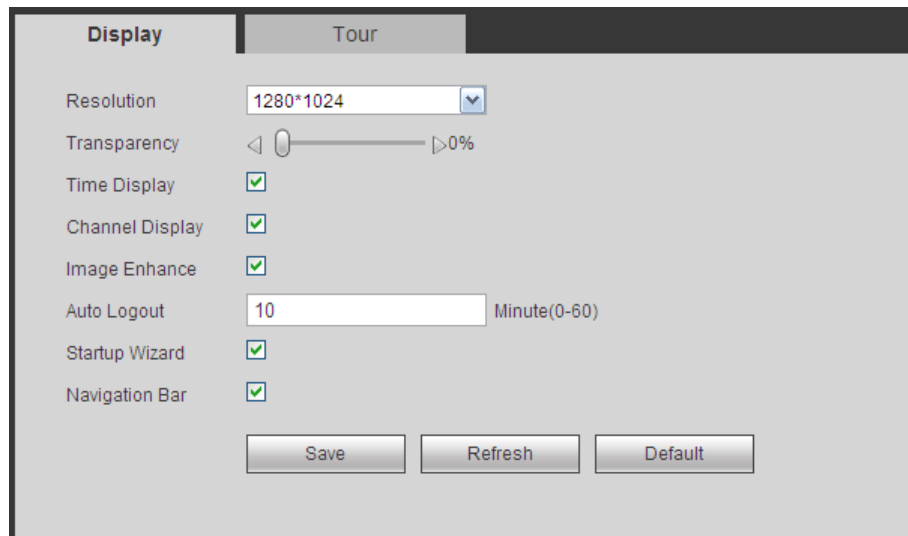 Display Tour
Resolution 1280*1024
Transparency 0%
Time Display
Channel Display
Image Enhance
Auto Logout 10 Minute(0-60)
Startup Wizard
Navigation Bar
Save Refresh Default